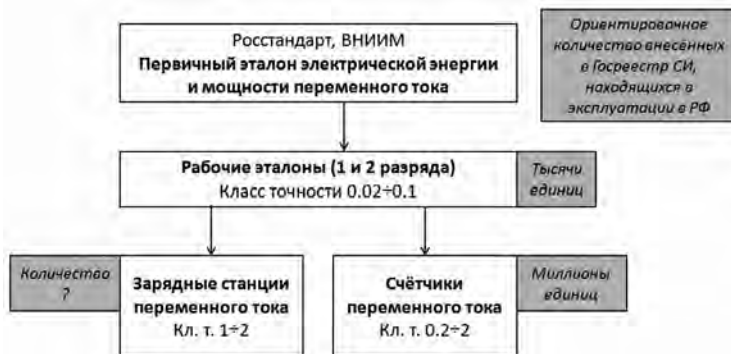 Росстандарт, ВНИИМ
Первичный эталон электрической энергии
и мощности переменного тока
Ориентировочное
количество внесённых
в Госреестр СИ,
находящихся в
эксплуатации в РФ
Рабочие эталоны (1 и 2 разряда)
Класс точности 0.02÷0.1
Тысячи
единиц
Количество
?
Зарядные станции
переменного тока
Кл. т. 1÷2
Счётчики
переменного тока
Кл. т. 0.2÷2
Миллионы
единиц